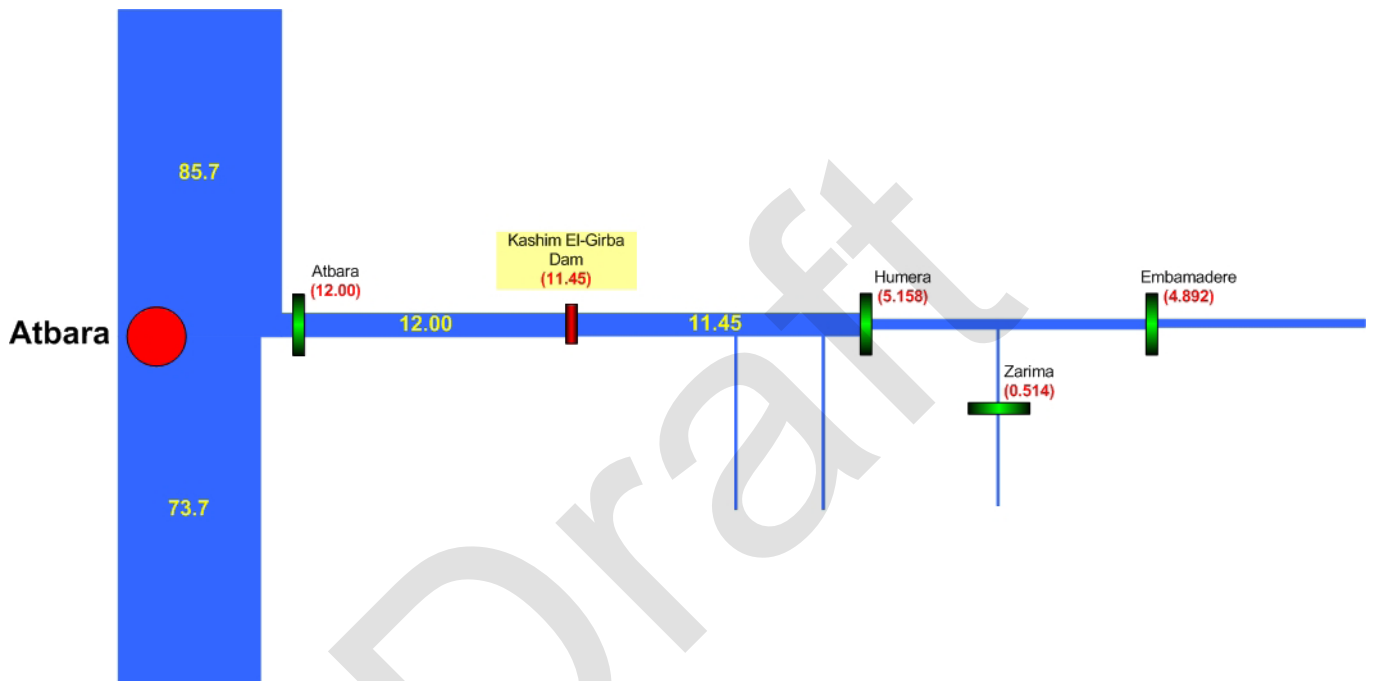 85.7
Kashim El-Girba
Dam
(11.45)
Atbara
(12.00)
Humera
(5.158)
Embamadere
(4.892)
Atbara
12.00
11.45
Zarima
(0.514)
73.7
Draft